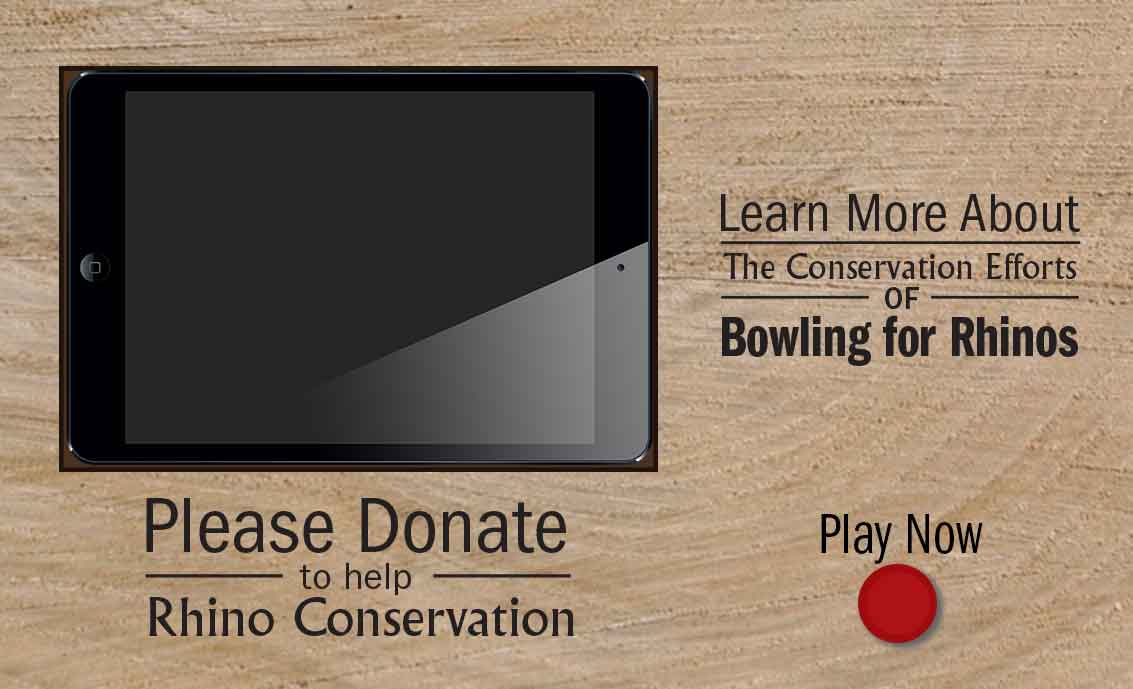 Learn More About
The Conservation Efforts
OF
Bowling for Rhinos
Please Donate
to help
Rhino Conservation
Play Now